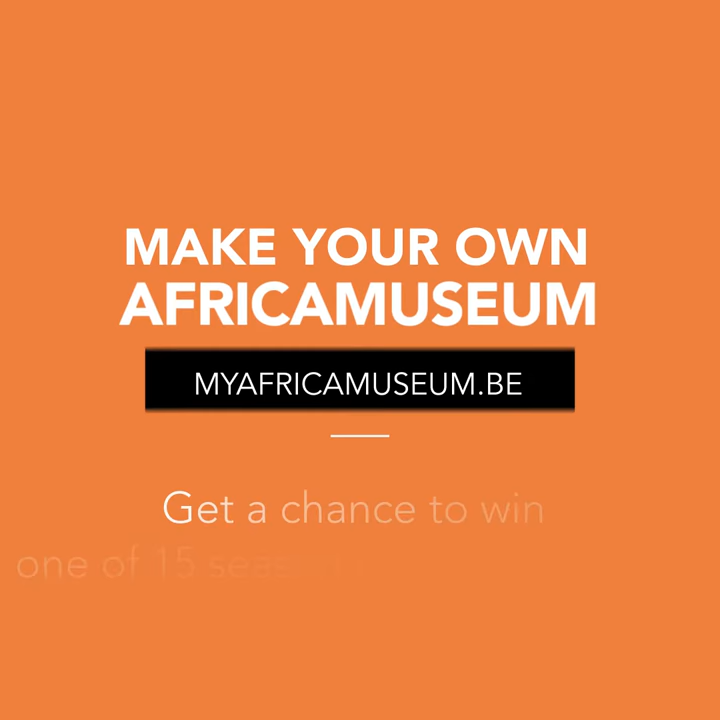 MAKE YOUR OWN
AFRICAMUSEUM
MYAFRICAMUSEUM.BE
Get a chance to win
one of 15